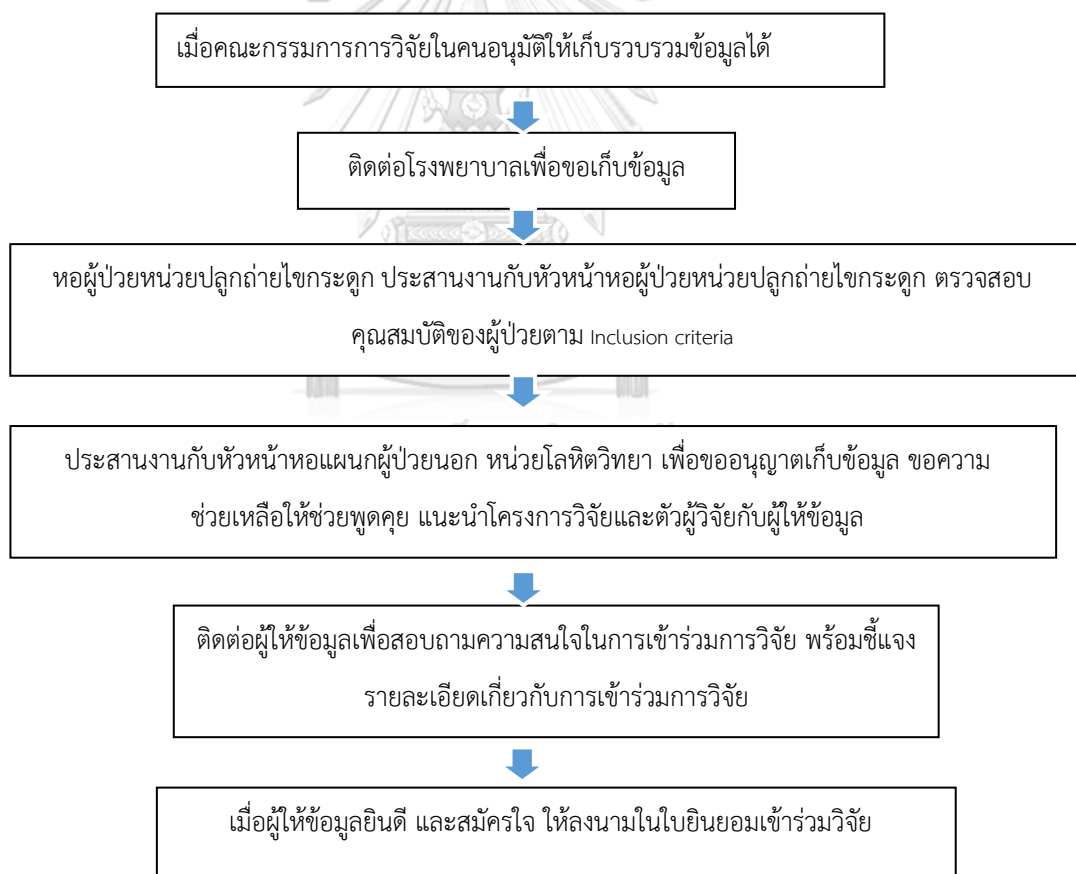 เมื่อคณะกรรมการการวิจัยในคนอนุมัติให้เก็บรวบรวมข้อมูลได้
ติดต่อโรงพยาบาลเพื่อขอเก็บข้อมูล
หอผู้ป่วยหน่วยปลูกถ่ายไขกระดูก ประสานงานกับหัวหน้าหอผู้ป่วยหน่วยปลูกถ่ายไขกระดูก ตรวจสอบ
คุณสมบัติของผู้ป่วยตาม Inclusion criteria
ประสานงานกับหัวหน้าหอแผนกผู้ป่วยนอก หน่วยโลหิตวิทยา เพื่อขออนุญาตเก็บข้อมูล ขอความ
ช่วยเหลือให้ช่วยพูดคุย แนะนำโครงการวิจัยและตัวผู้วิจัยกับผู้ให้ข้อมูล
ติดต่อผู้ให้ข้อมูลเพื่อสอบถามความสนใจในการเข้าร่วมการวิจัย พร้อมชี้แจง
รายละเอียดเกี่ยวกับการเข้าร่วมการวิจัย
เมื่อผู้ให้ข้อมูลยินดี และสมัครใจ ให้ลงนามในใบยินยอมเข้าร่วมวิจัย